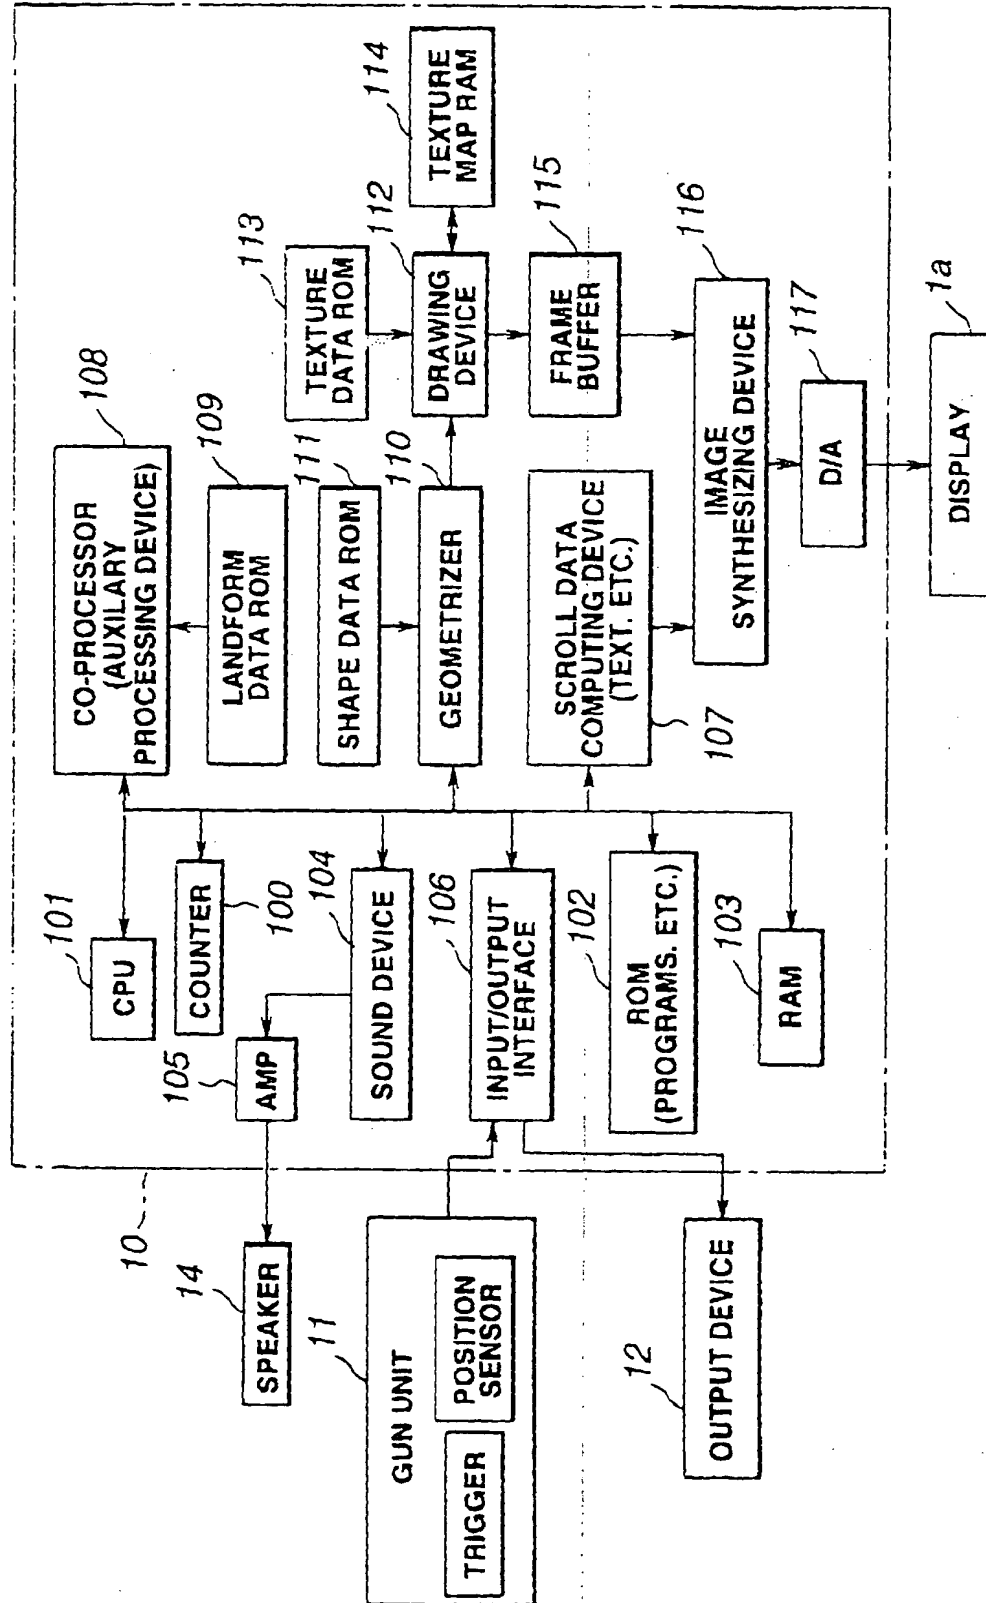 10
101
CPU
COUNTER
100
105
AMP
104
SOUND DEVICE
106
INPUT/OUTPUT
INTERFACE
102
ROM
(PROGRAMS. ETC.)
103
RAM
14
SPEAKER
11
GUN UNIT
TRIGGER
POSITION
SENSOR
12
OUTPUT DEVICE
108
CO-PROCESSOR
(AUXILARY
PROCESSING DEVICE)
109
LANDFORM
DATA ROM
111
SHAPE DATA ROM
110
GEOMETRIZER
113
TEXTURE
DATA ROM
112
DRAWING
DEVICE
114
TEXTURE
MAP RAM
115
FRAME
BUFFER
SCROLL DATA
COMPUTING DEVICE
(TEXT. ETC.)
107
116
IMAGE
SYNTHESIZING DEVICE
117
D/A
1a
DISPLAY